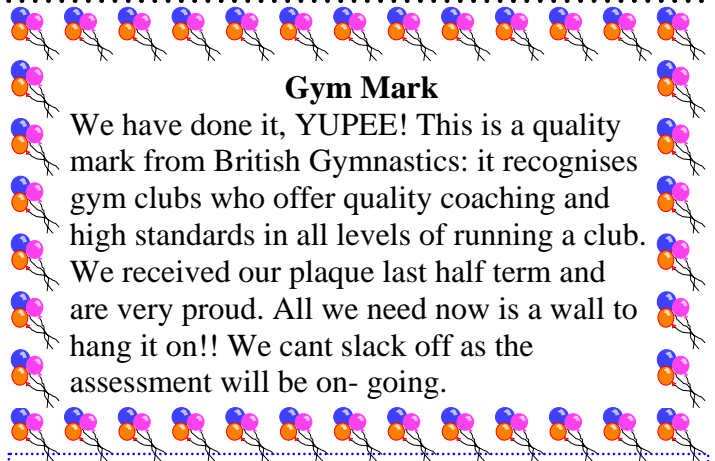 Gym Mark
We have done it, YUPEE! This is a quality
mark from British Gymnastics: it recognises
gym clubs who offer quality coaching and
high standards in all levels of running a club.
We received our plaque last half term and
are very proud. All we need now is a wall to
hang it on!! We cant slack off as the
assessment will be on- going.